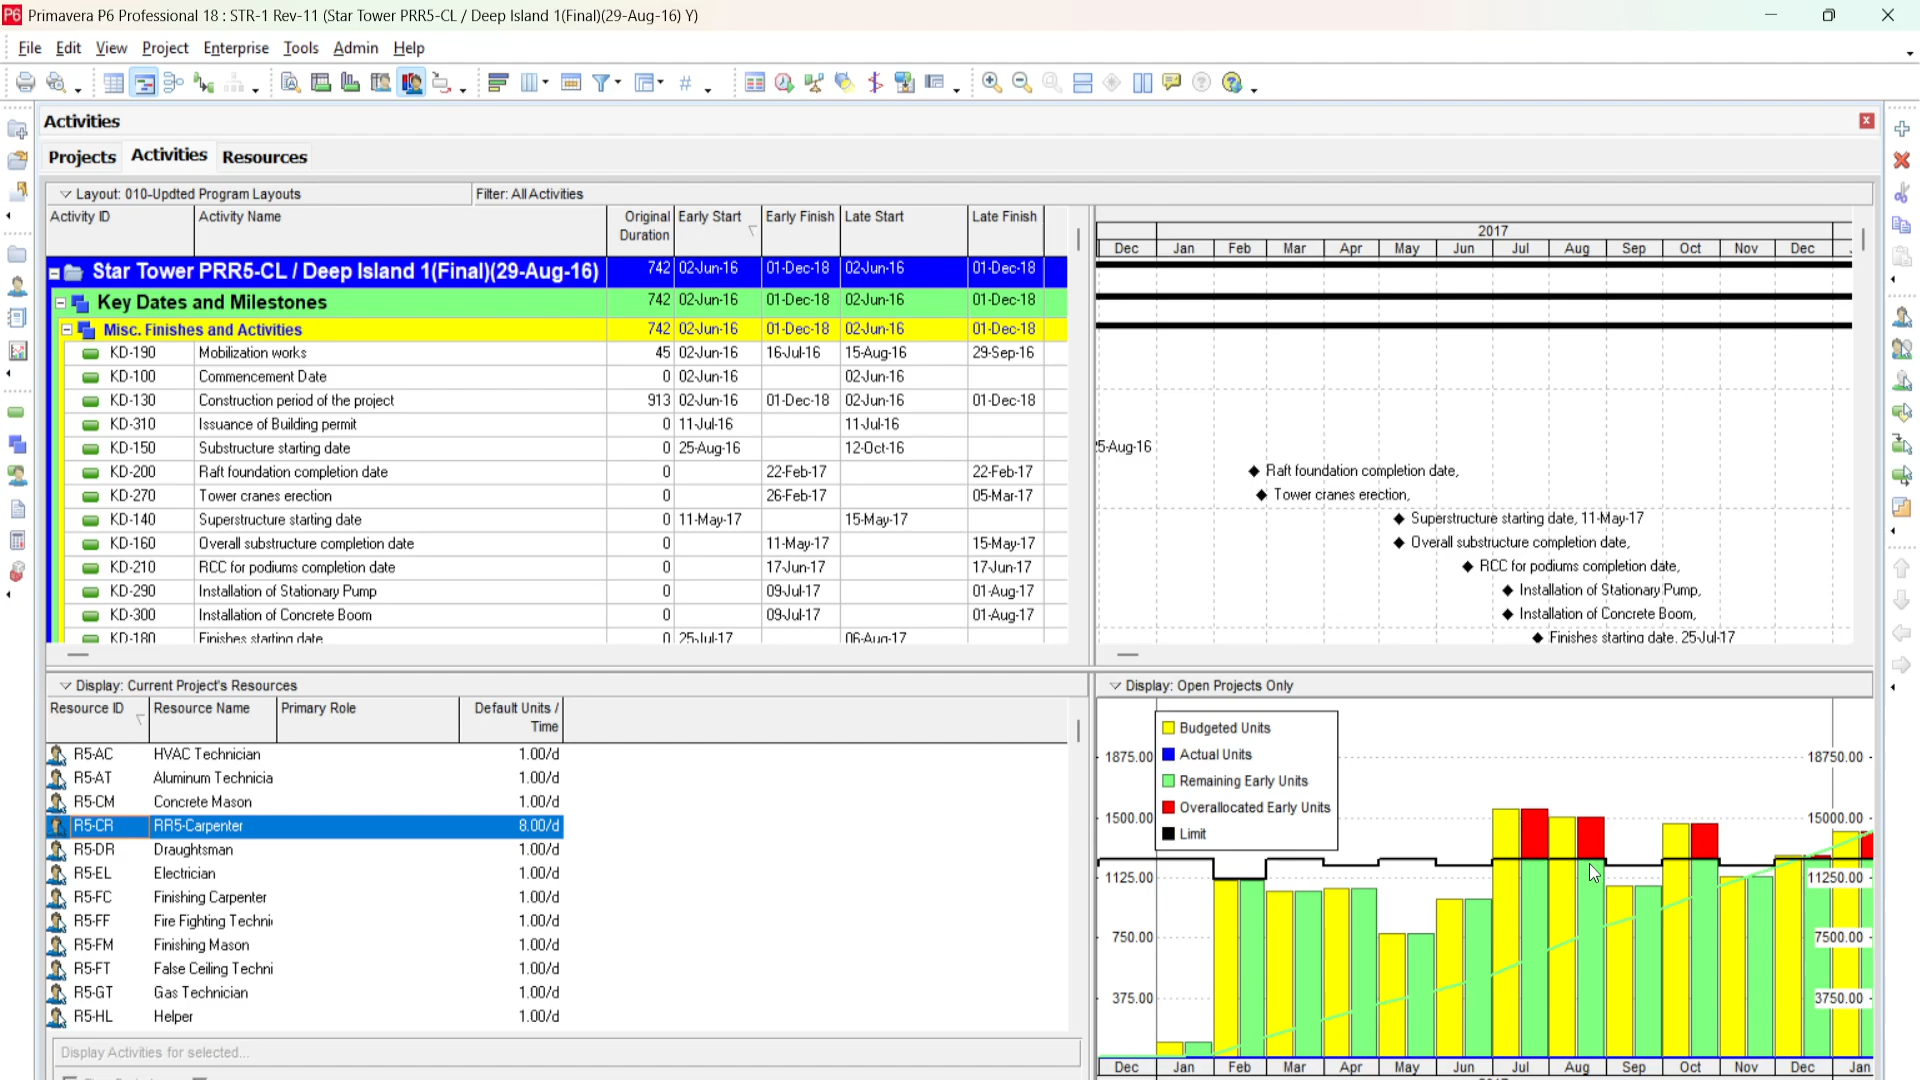 P6 Primavera P6 Professional 18 : STR-1 Rev-11 (Star Tower PRR5-CL / Deep Island 1(Final)(29-Aug-16) Y)
File Edit View Project Enterprise Tools Admin Help
Activities
Projects Activities Resources
Layout: 010-Updted Program Layouts Filter: All Activities
Activity ID Activity Name Original Duration Early Start Early Finish Late Start Late Finish
Star Tower PRR5-CL / Deep Island 1(Final)(29-Aug-16) 742 02-Jun-16 01-Dec-18 02-Jun-16 01-Dec-18
Key Dates and Milestones 742 02-Jun-16 01-Dec-18 02-Jun-16 01-Dec-18
Misc. Finishes and Activities 742 02-Jun-16 01-Dec-18 02-Jun-16 01-Dec-18
KD-190 Mobilization works 45 02-Jun-16 16-Jul-16 15-Aug-16 29-Sep-16
KD-100 Commencement Date 0 02-Jun-16 02-Jun-16
KD-130 Construction period of the project 913 02-Jun-16 01-Dec-18 02-Jun-16 01-Dec-18
KD-310 Issuance of Building permit 0 11-Jul-16 11-Jul-16
KD-150 Substructure starting date 0 25-Aug-16 12-Oct-16
KD-200 Raft foundation completion date 0 22-Feb-17 22-Feb-17
KD-270 Tower cranes erection 0 26-Feb-17 05-Mar-17
KD-140 Superstructure starting date 0 11-May-17 15-May-17
KD-160 Overall substructure completion date 0 11-May-17 15-May-17
KD-210 RCC for podiums completion date 0 17-Jun-17 17-Jun-17
KD-290 Installation of Stationary Pump 0 09-Jul-17 01-Aug-17
KD-300 Installation of Concrete Boom 0 09-Jul-17 01-Aug-17
KD-180 Finishes starting date 0 25-Jul-17 06-Aug-17
2017
Dec Jan Feb Mar Apr May Jun Jul Aug Sep Oct Nov Dec
5-Aug-16
Raft foundation completion date,
Tower cranes erection,
Superstructure starting date, 11-May-17
Overall substructure completion date,
RCC for podiums completion date,
Installation of Stationary Pump,
Installation of Concrete Boom,
Finishes starting date, 25-Jul-17
Display: Current Project's Resources
Resource ID Resource Name Primary Role Default Units / Time
R5-AC HVAC Technician 1.00/d
R5-AT Aluminum Technicia 1.00/d
R5-CM Concrete Mason 1.00/d
R5-CR RR5-Carpenter 8.00/d
R5-DR Draughtsman 1.00/d
R5-EL Electrician 1.00/d
R5-FC Finishing Carpenter 1.00/d
R5-FF Fire Fighting Techni 1.00/d
R5-FM Finishing Mason 1.00/d
R5-FT False Ceiling Techni 1.00/d
R5-GT Gas Technician 1.00/d
R5-HL Helper 1.00/d
Display Activities for selected...
Display: Open Projects Only
Budgeted Units
Actual Units
Remaining Early Units
Overallocated Early Units
Limit
1875.00 18750.00
1500.00 15000.00
1125.00 11250.00
750.00 7500.00
375.00 3750.00
Dec Jan Feb Mar Apr May Jun Jul Aug Sep Oct Nov Dec Jan